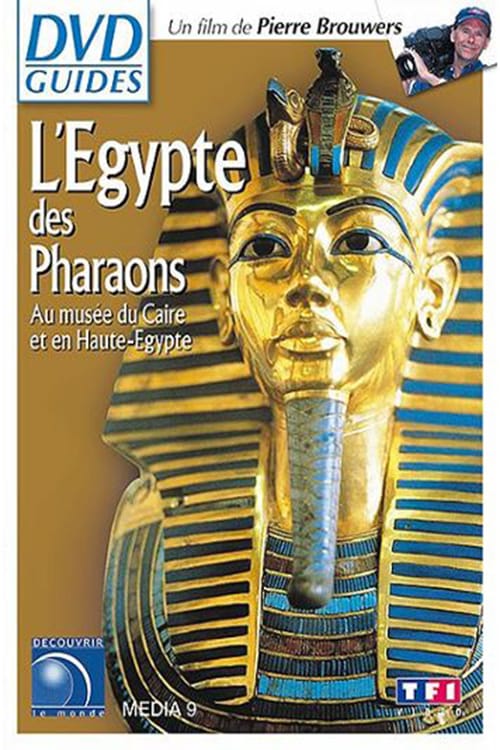 DVD
GUIDES
Un film de Pierre Brouwers
L'Egypte
des
Pharaons
Au musée du Caire
et en Haute-Egypte
DECOUVRIR
le monde
MEDIA 9
TF1
VIDEO